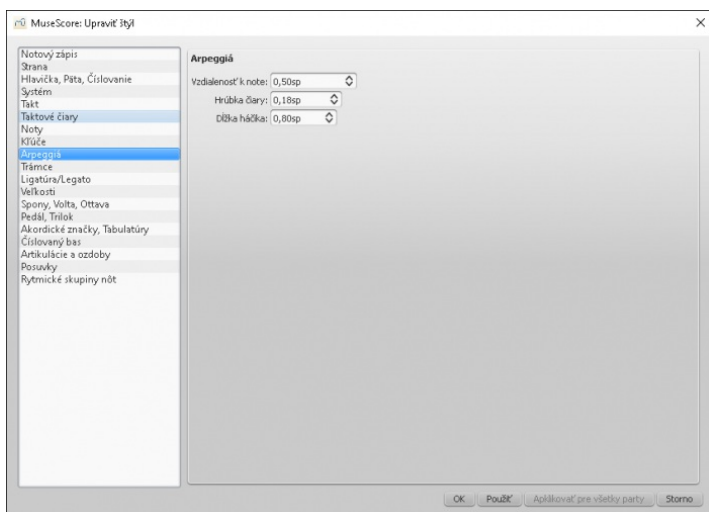 MuseScore: Upraviť štýl
Notový zápis
Strana
Hlavička, Päta, Číslovanie
Systém
Takt
Taktové čiary
Noty
Kľúče
Arpeggiá
Trámce
Ligatúra/Legato
Veľkosti
Spony, Volta, Ottava
Pedál, Trilok
Akordické značky, Tabulatúry
Číslovaný bas
Artikulácie a ozdoby
Posuvky
Rytmické skupiny nôt
Arpeggiá
Vzdialenosť k note: 0,50sp
Hrúbka čiary: 0,18sp
Dĺžka háčika: 0,80sp
OK Použiť Aplikovať pre všetky party Storno